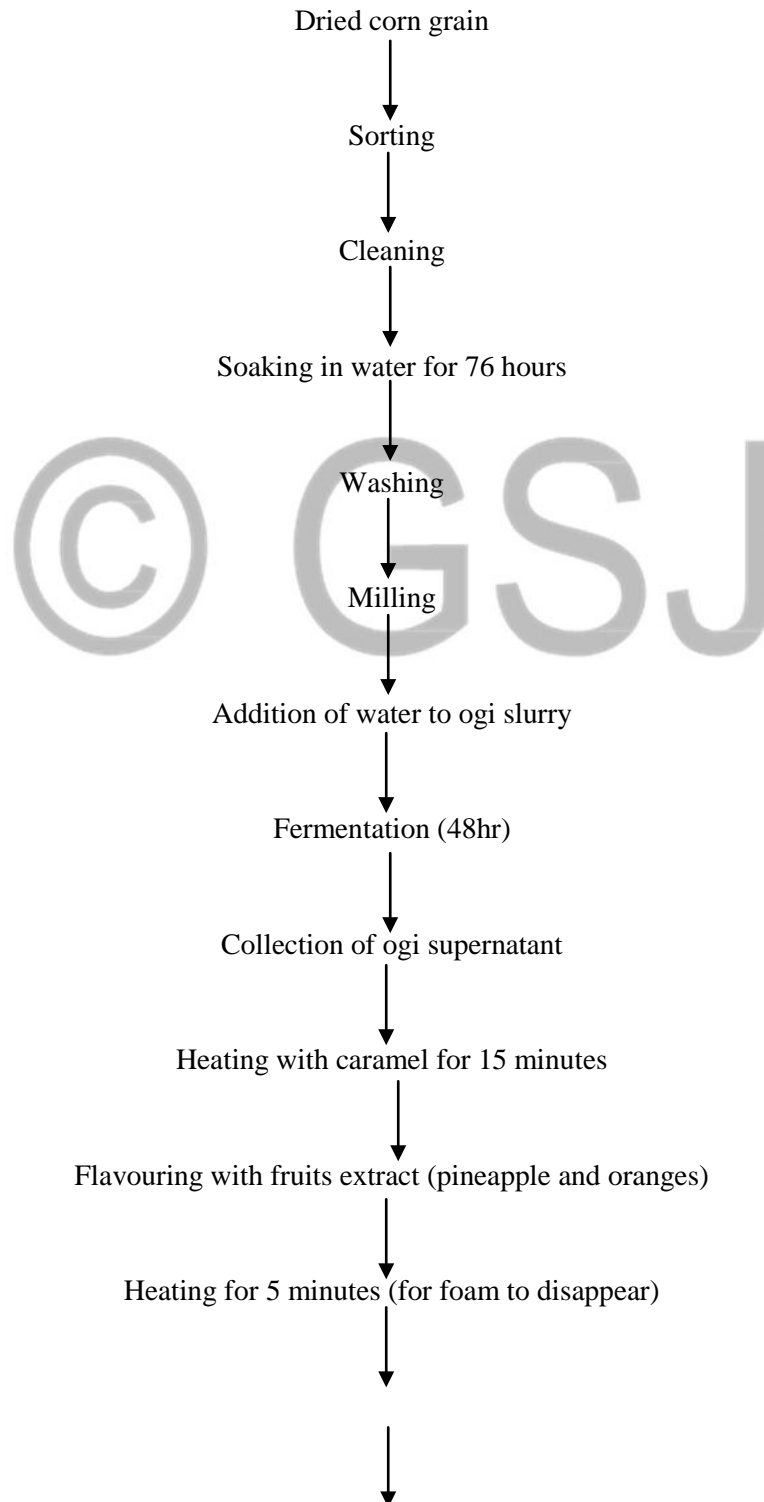 Dried corn grain
Sorting
Cleaning
Soaking in water for 76 hours
© GSJ
Washing
Milling
Addition of water to ogi slurry
Fermentation (48hr)
Collection of ogi supernatant
Heating with caramel for 15 minutes
Flavouring with fruits extract (pineapple and oranges)
Heating for 5 minutes (for foam to disappear)